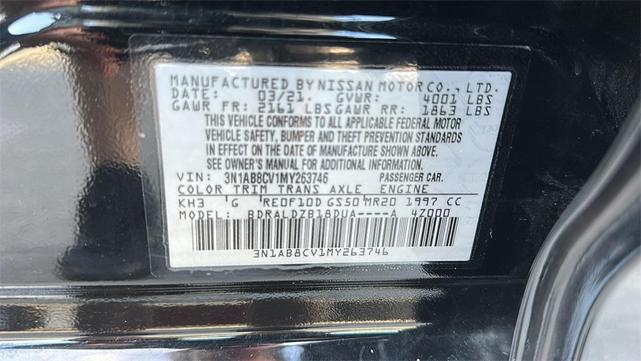 MANUFACTURED BY NISSAN MOTOR CO., LTD.
DATE: 03/21. GVWR: 4001 LBS
GAWR FR: 2161 LBS GAWR RR: 1863 LBS
THIS VEHICLE CONFORMS TO ALL APPLICABLE FEDERAL MOTOR
VEHICLE SAFETY, BUMPER AND THEFT PREVENTION STANDARDS
IN EFFECT ON THE DATE OF MANUFACTURE SHOWN ABOVE.
SEE OWNER'S MANUAL FOR ADDITIONAL INFORMATION.
VIN: 3N1AB8CV1MY263746 PASSENGER CAR.
COLOR TRIM TRANS AXLE ENGINE
KH3 G RE0F10D GS50 MR20 1997 CC
MODEL: BDRALDZB18DUA----A 4Z000
3N1AB8CV1MY263746